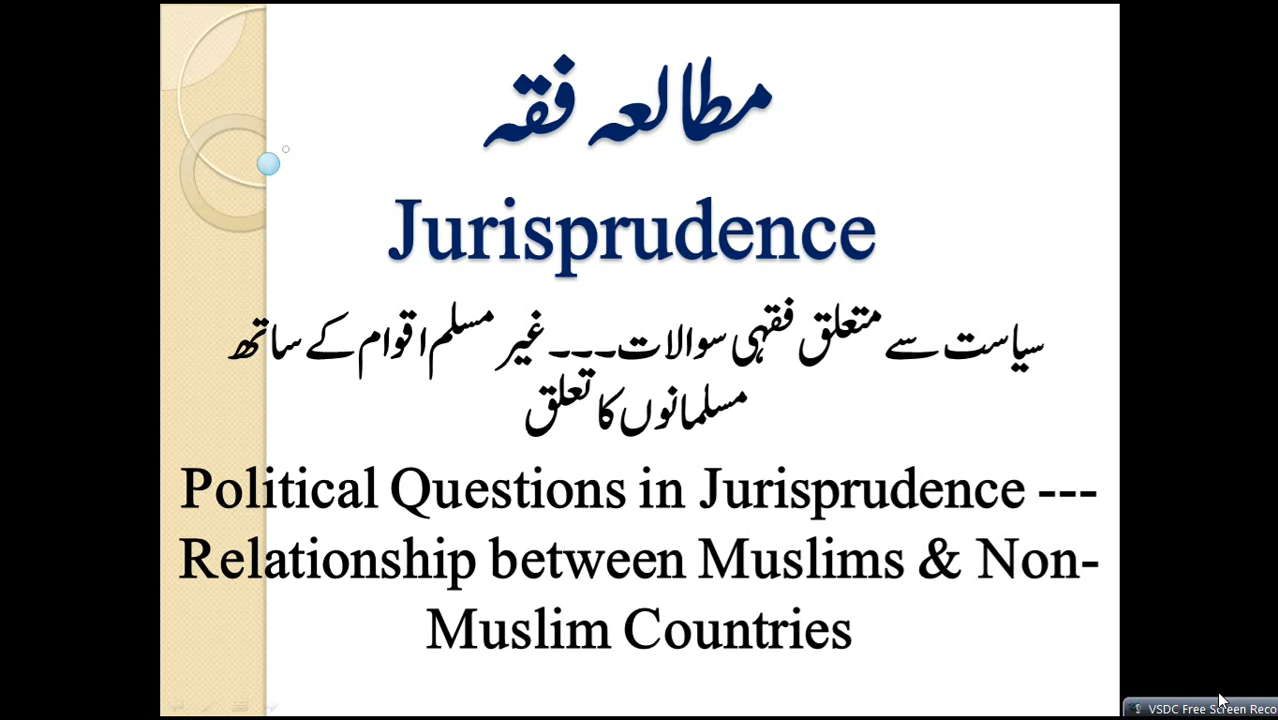 مطالعہ فقہ
Jurisprudence
سیاست سے متعلق فقہی سوالات۔۔۔ غیر مسلم اقوام کے ساتھ
مسلمانوں کا تعلق
Political Questions in Jurisprudence ---
Relationship between Muslims & Non-
Muslim Countries
VSDC Free Screen Reco